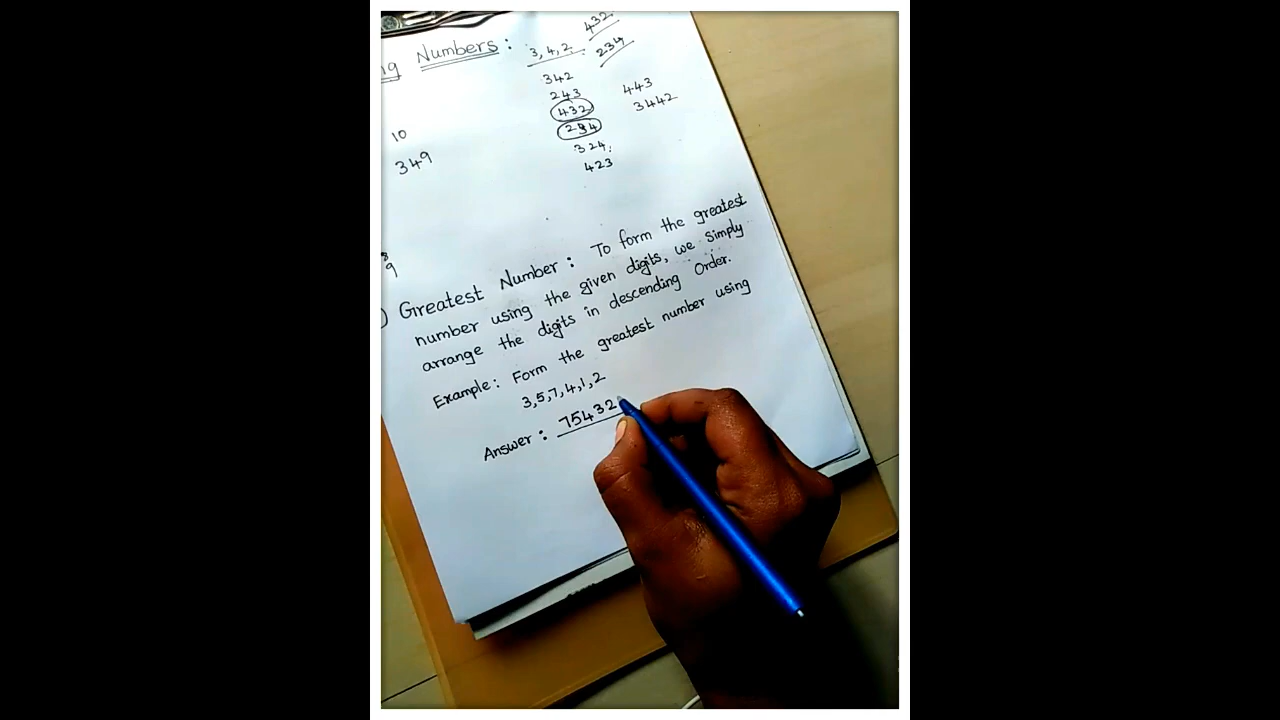 Numbers :
3, 4, 2.
432
234
342
243
443
432
3442
234
10
324,
349
423
9
Greatest Number : To form the greatest
number using the given digits, we simply
arrange the digits in descending Order.
Example: Form the greatest number using
3,5,7,4,1,2
Answer : 75432